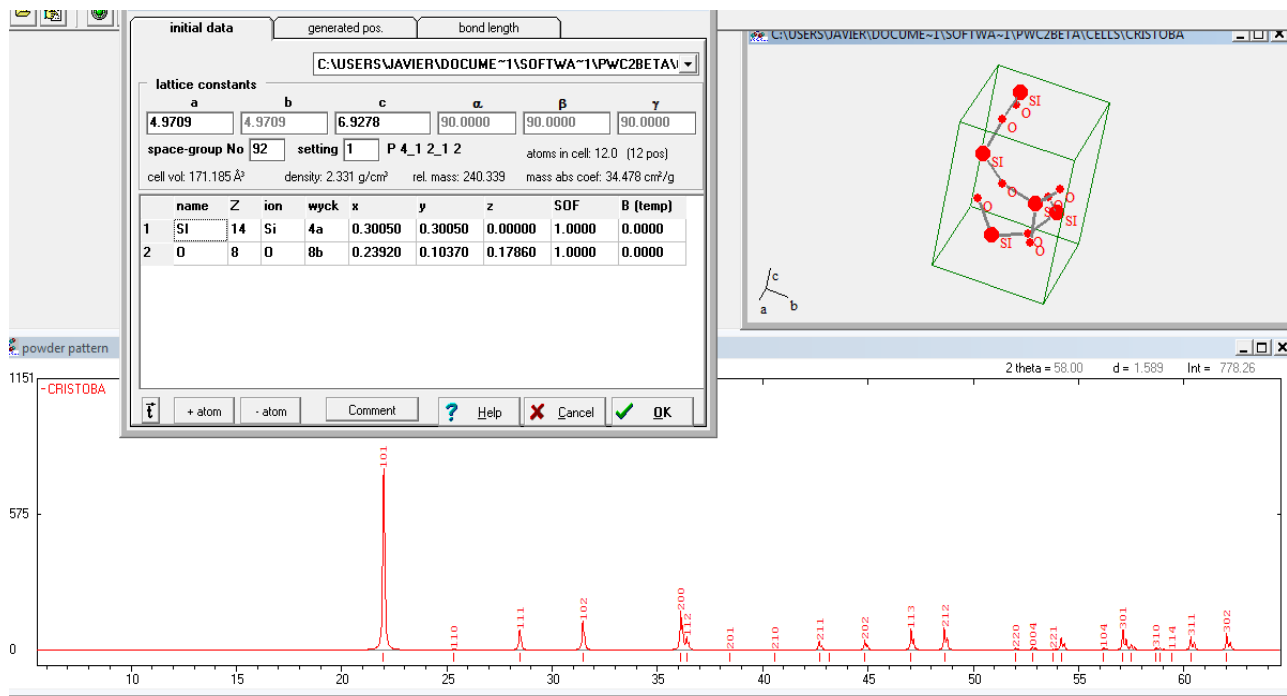 initial data generated pos. bond length
C:\USERS\JAVIER\DOCUME~1\SOFTWA~1\PWC2BETA\
lattice constants
a b c α β γ
4.9709 4.9709 6.9278 90.0000 90.0000 90.0000
space-group No 92 setting 1 P 4_1 2_1 2 atoms in cell: 12.0 (12 pos)
cell vol: 171.185 Å³ density: 2.331 g/cm³ rel. mass: 240.339 mass abs coef: 34.478 cm²/g
name Z ion wyck x y z SOF B (temp)
1 SI 14 Si 4a 0.30050 0.30050 0.00000 1.0000 0.0000
2 O 8 O 8b 0.23920 0.10370 0.17860 1.0000 0.0000
t + atom - atom Comment ? Help Cancel OK
C:\USERS\JAVIER\DOCUME~1\SOFTWA~1\PWC2BETA\CELLS\CRISTOBA
SI
O
O
SI
O
O
O
O
SI
SI
O
O
c
a b
powder pattern
2 theta = 58.00 d = 1.589 Int = 778.26
1151
-CRISTOBA
40 45 50 55 60
575
0
101 110 111 102 200 112 201 210 211 202 113 212 220 004 221 104 301 310 114 311 302
10 15 20 25 30 35 40 45 50 55 60